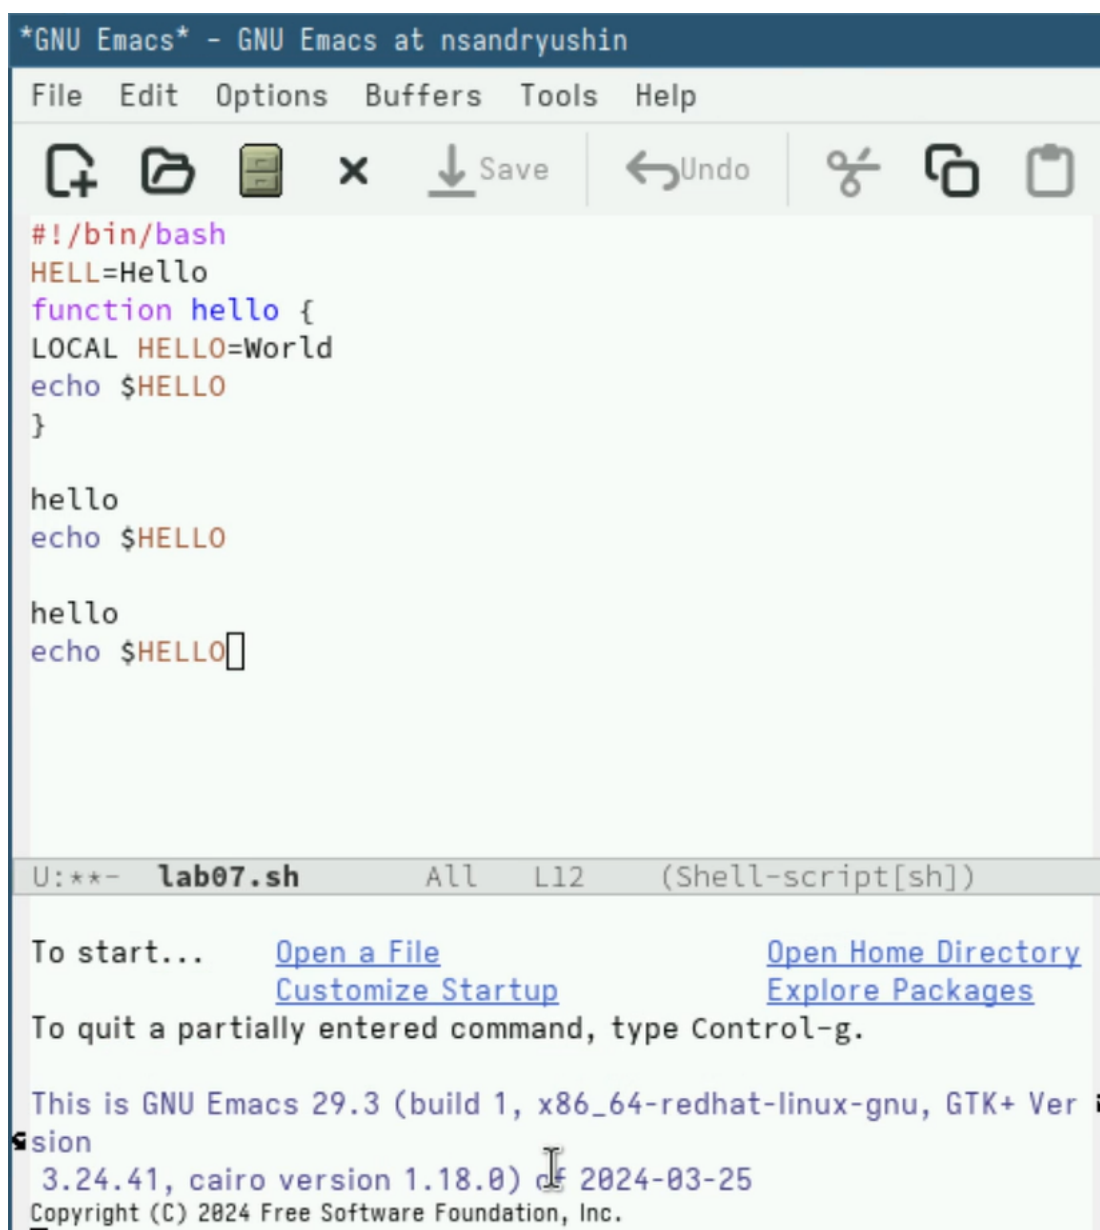 *GNU Emacs* - GNU Emacs at nsandryushin
File Edit Options Buffers Tools Help
Save Undo
#!/bin/bash
HELL=Hello
function hello {
LOCAL HELLO=World
echo $HELLO
}
hello
echo $HELLO
hello
echo $HELLO
U:**- lab07.sh All L12 (Shell-script[sh])
To start... Open a File Open Home Directory
Customize Startup Explore Packages
To quit a partially entered command, type Control-g.
This is GNU Emacs 29.3 (build 1, x86_64-redhat-linux-gnu, GTK+ Ver
sion
3.24.41, cairo version 1.18.0) of 2024-03-25
Copyright (C) 2024 Free Software Foundation, Inc.